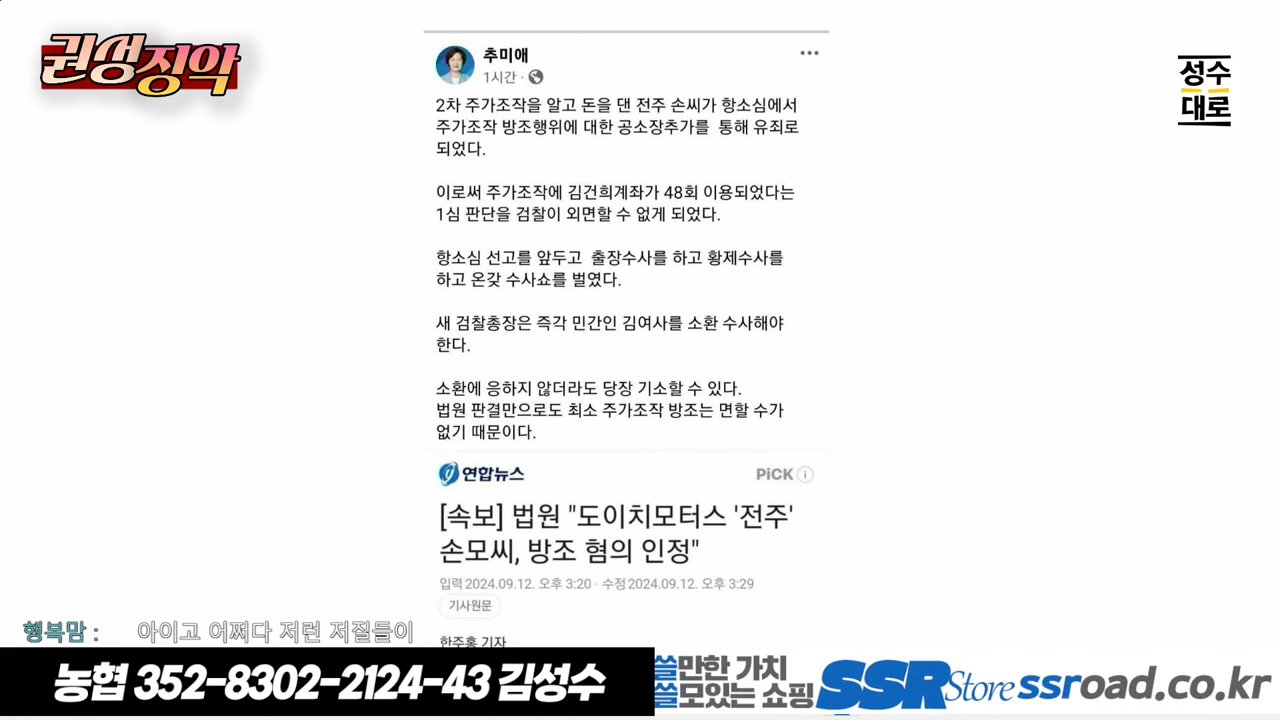 권성징악
성수
대로
추미애
1시간 ·
2차 주가조작을 알고 돈을 댄 전주 손씨가 항소심에서
주가조작 방조행위에 대한 공소장추가를 통해 유죄로
되었다.
이로써 주가조작에 김건희계좌가 48회 이용되었다는
1심 판단을 검찰이 외면할 수 없게 되었다.
항소심 선고를 앞두고 출장수사를 하고 황제수사를
하고 온갖 수사쇼를 벌였다.
새 검찰총장은 즉각 민간인 김여사를 소환 수사해야
한다.
소환에 응하지 않더라도 당장 기소할 수 있다.
법원 판결만으로도 최소 주가조작 방조는 면할 수가
없기 때문이다.
연합뉴스 PiCK i
[속보] 법원 "도이치모터스 '전주'
손모씨, 방조 혐의 인정"
입력 2024.09.12. 오후 3:20 · 수정 2024.09.12. 오후 3:29
기사원문
한주홍 기자
행복맘 : 아이고 어쩌다 저런 저질들이
농협 352-8302-2124-43 김성수
쓸만한 가치
쓸모있는 쇼핑
SSR Store ssroad.co.kr